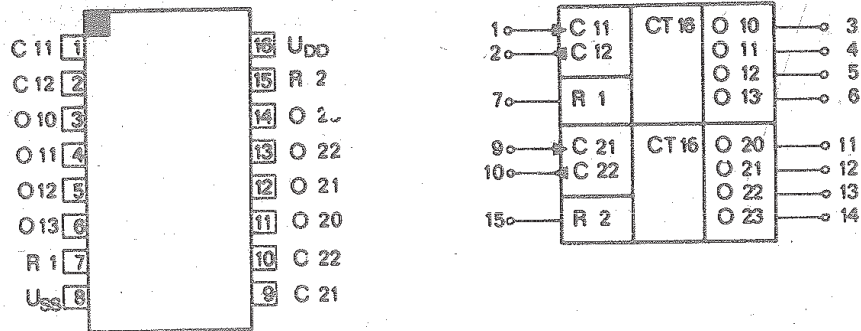 C 11 1
C 12 2
O 10 3
O 11 4
O 12 5
O 13 6
R 1 7
U_SS 8
16 U_DD
15 R 2
14 O
13 O 22
12 O 21
11 O 20
10 C 22
9 C 21
1 C 11 CT 16 O 10 3
2 C 12 O 11 4
O 12 5
7 R 1 O 13 6
9 C 21 CT 16 O 20 11
10 C 22 O 21 12
O 22 13
15 R 2 O 23 14